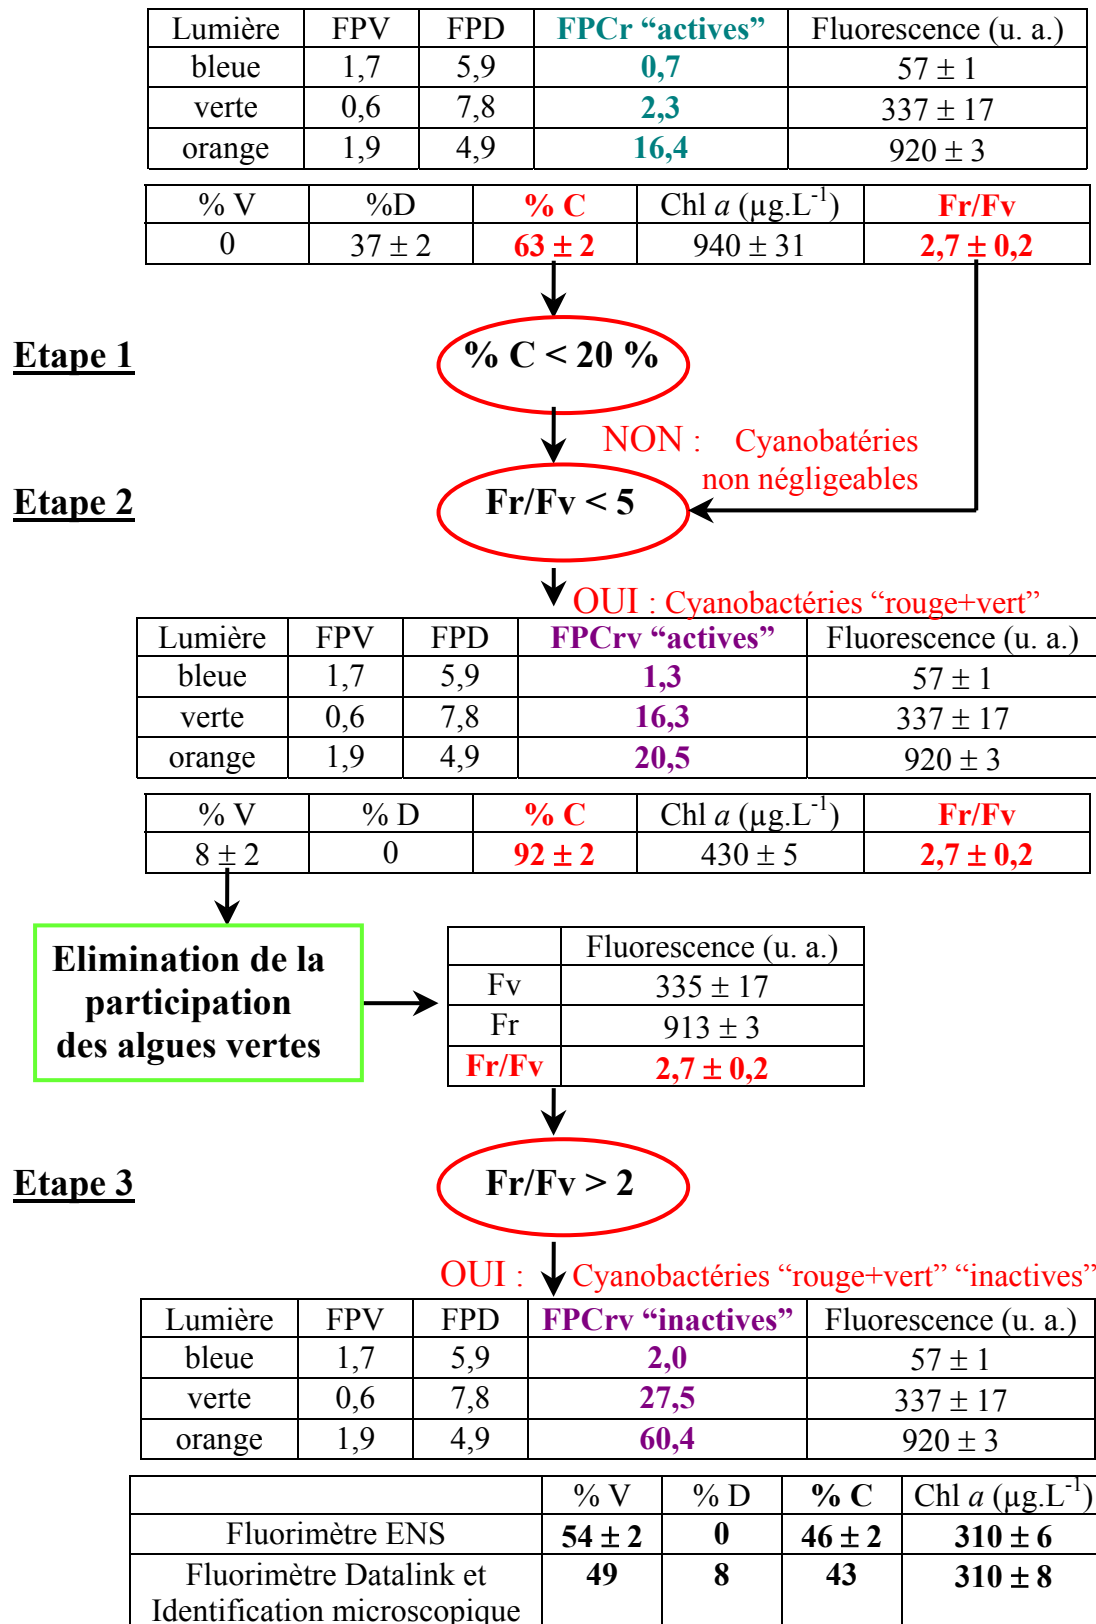 Lumière FPV FPD FPCr “actives” Fluorescence (u. a.)
bleue 1,7 5,9 0,7 57 ± 1
verte 0,6 7,8 2,3 337 ± 17
orange 1,9 4,9 16,4 920 ± 3
% V %D % C Chl a (µg.L-1) Fr/Fv
0 37 ± 2 63 ± 2 940 ± 31 2,7 ± 0,2
Etape 1
% C < 20 %
NON : Cyanobatéries
non négligeables
Etape 2
Fr/Fv < 5
OUI : Cyanobactéries “rouge+vert”
Lumière FPV FPD FPCrv “actives” Fluorescence (u. a.)
bleue 1,7 5,9 1,3 57 ± 1
verte 0,6 7,8 16,3 337 ± 17
orange 1,9 4,9 20,5 920 ± 3
% V % D % C Chl a (µg.L-1) Fr/Fv
8 ± 2 0 92 ± 2 430 ± 5 2,7 ± 0,2
Elimination de la
participation
des algues vertes
Fluorescence (u. a.)
Fv 335 ± 17
Fr 913 ± 3
Fr/Fv 2,7 ± 0,2
Etape 3
Fr/Fv > 2
OUI : Cyanobactéries “rouge+vert” “inactives”
Lumière FPV FPD FPCrv “inactives” Fluorescence (u. a.)
bleue 1,7 5,9 2,0 57 ± 1
verte 0,6 7,8 27,5 337 ± 17
orange 1,9 4,9 60,4 920 ± 3
% V % D % C Chl a (µg.L-1)
Fluorimètre ENS 54 ± 2 0 46 ± 2 310 ± 6
Fluorimètre Datalink et 49 8 43 310 ± 8
Identification microscopique